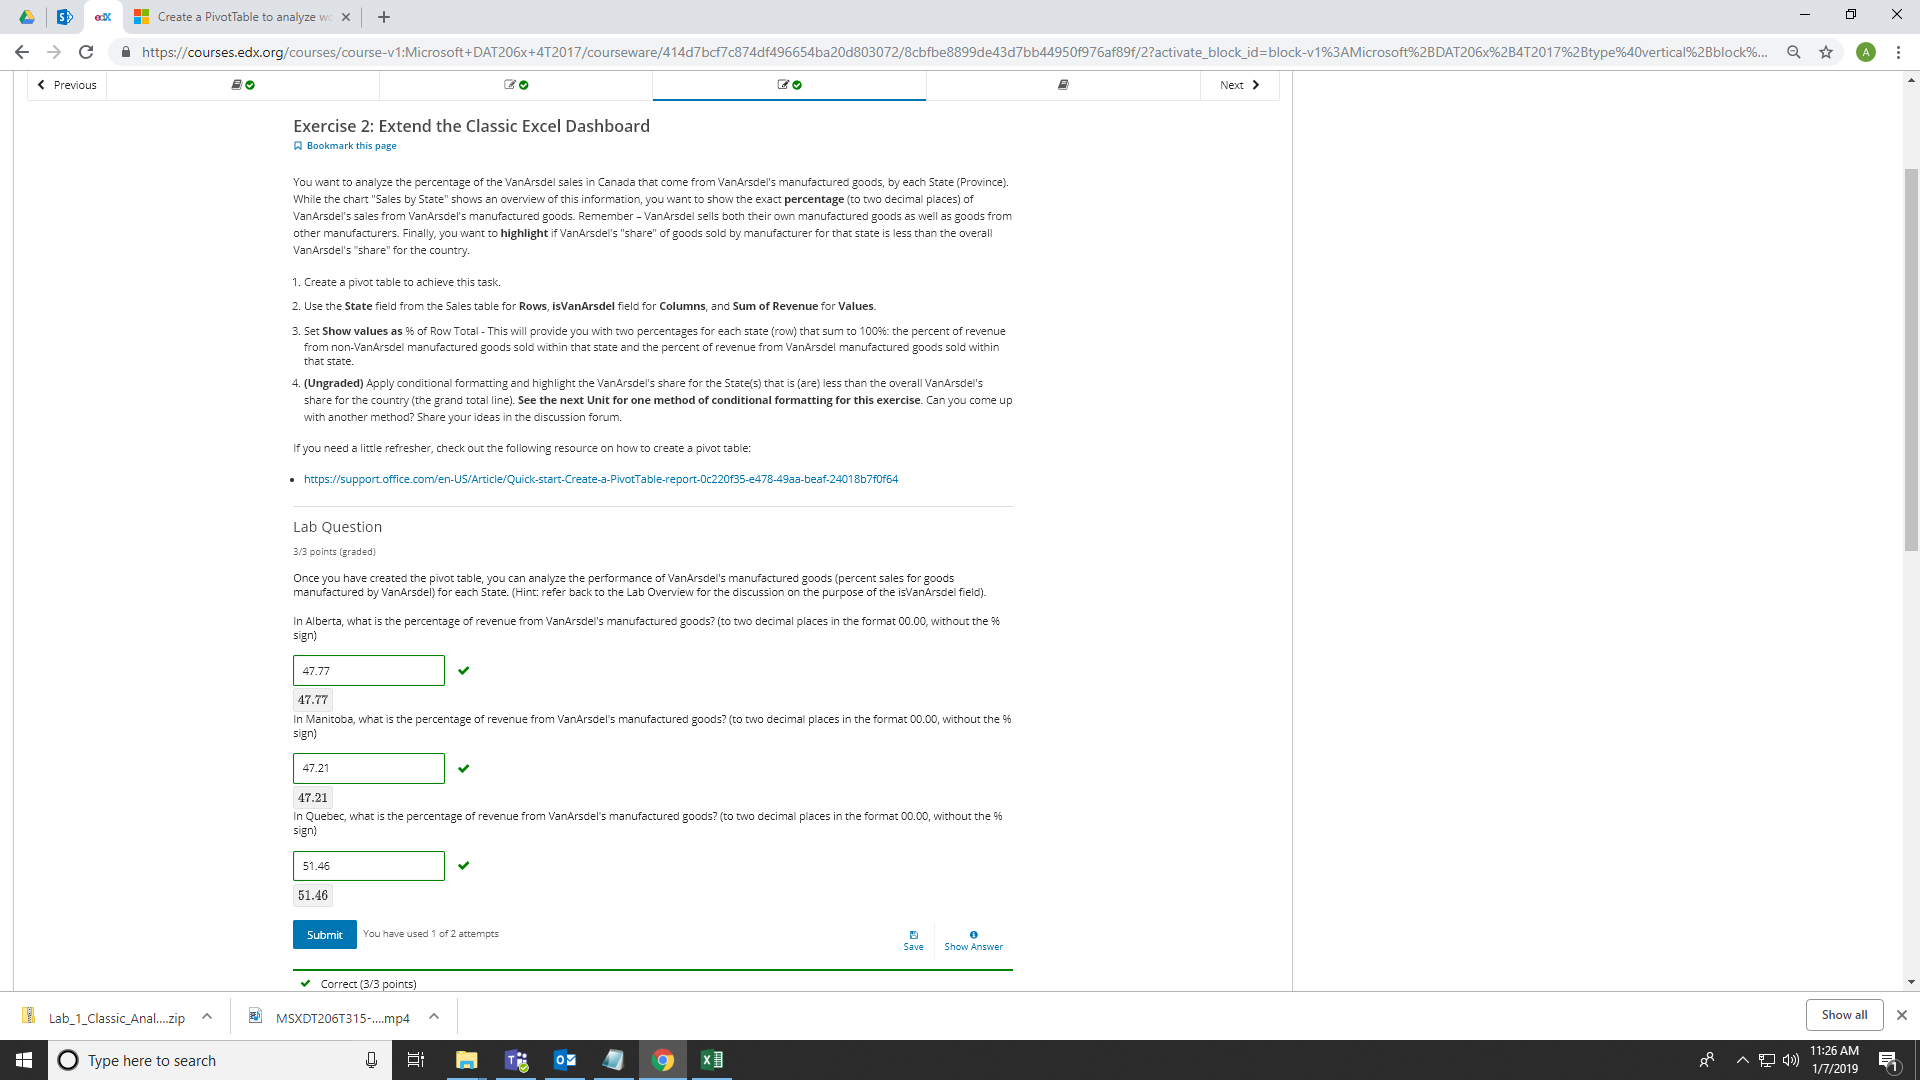 edX
Create a PivotTable to analyze wo
https://courses.edx.org/courses/course-v1:Microsoft+DAT206x+4T2017/courseware/414d7bcf7c874df496654ba20d803072/8cbfbe8899de43d7bb44950f976af89f/2?activate_block_id=block-v1%3AMicrosoft%2BDAT206x%2B4T2017%2Btype%40vertical%2Bblock%...
A
Previous
Next
Exercise 2: Extend the Classic Excel Dashboard
Bookmark this page
You want to analyze the percentage of the VanArsdel sales in Canada that come from VanArsdel's manufactured goods, by each State (Province).
While the chart "Sales by State" shows an overview of this information, you want to show the exact percentage (to two decimal places) of
VanArsdel's sales from VanArsdel's manufactured goods. Remember – VanArsdel sells both their own manufactured goods as well as goods from
other manufacturers. Finally, you want to highlight if VanArsdel's "share" of goods sold by manufacturer for that state is less than the overall
VanArsdel's "share" for the country.
1. Create a pivot table to achieve this task.
2. Use the State field from the Sales table for Rows, isVanArsdel field for Columns, and Sum of Revenue for Values.
3. Set Show values as % of Row Total - This will provide you with two percentages for each state (row) that sum to 100%: the percent of revenue
from non-VanArsdel manufactured goods sold within that state and the percent of revenue from VanArsdel manufactured goods sold within
that state.
4. (Ungraded) Apply conditional formatting and highlight the VanArsdel's share for the State(s) that is (are) less than the overall VanArsdel's
share for the country (the grand total line). See the next Unit for one method of conditional formatting for this exercise. Can you come up
with another method? Share your ideas in the discussion forum.
If you need a little refresher, check out the following resource on how to create a pivot table:
• https://support.office.com/en-US/Article/Quick-start-Create-a-PivotTable-report-0c220f35-e478-49aa-beaf-24018b7f0f64
Lab Question
3/3 points (graded)
Once you have created the pivot table, you can analyze the performance of VanArsdel's manufactured goods (percent sales for goods
manufactured by VanArsdel) for each State. (Hint: refer back to the Lab Overview for the discussion on the purpose of the isVanArsdel field).
In Alberta, what is the percentage of revenue from VanArsdel's manufactured goods? (to two decimal places in the format 00.00, without the %
sign)
47.77
47.77
In Manitoba, what is the percentage of revenue from VanArsdel's manufactured goods? (to two decimal places in the format 00.00, without the %
sign)
47.21
47.21
In Quebec, what is the percentage of revenue from VanArsdel's manufactured goods? (to two decimal places in the format 00.00, without the %
sign)
51.46
51.46
Submit
You have used 1 of 2 attempts
Save
Show Answer
Correct (3/3 points)
Lab_1_Classic_Anal....zip
MSXDT206T315-....mp4
Show all
Type here to search
11:26 AM
1/7/2019
1